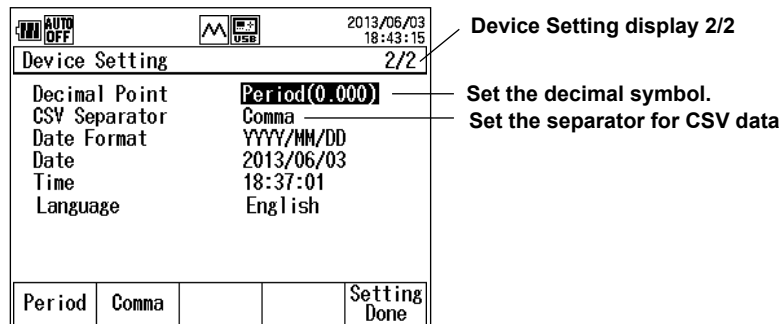 AUTO OFF USB 2013/06/03 18:43:15
Device Setting 2/2
Device Setting display 2/2
Decimal Point Period(0.000)
Set the decimal symbol.
CSV Separator Comma
Set the separator for CSV data
Date Format YYYY/MM/DD
Date 2013/06/03
Time 18:37:01
Language English
Period Comma Setting Done